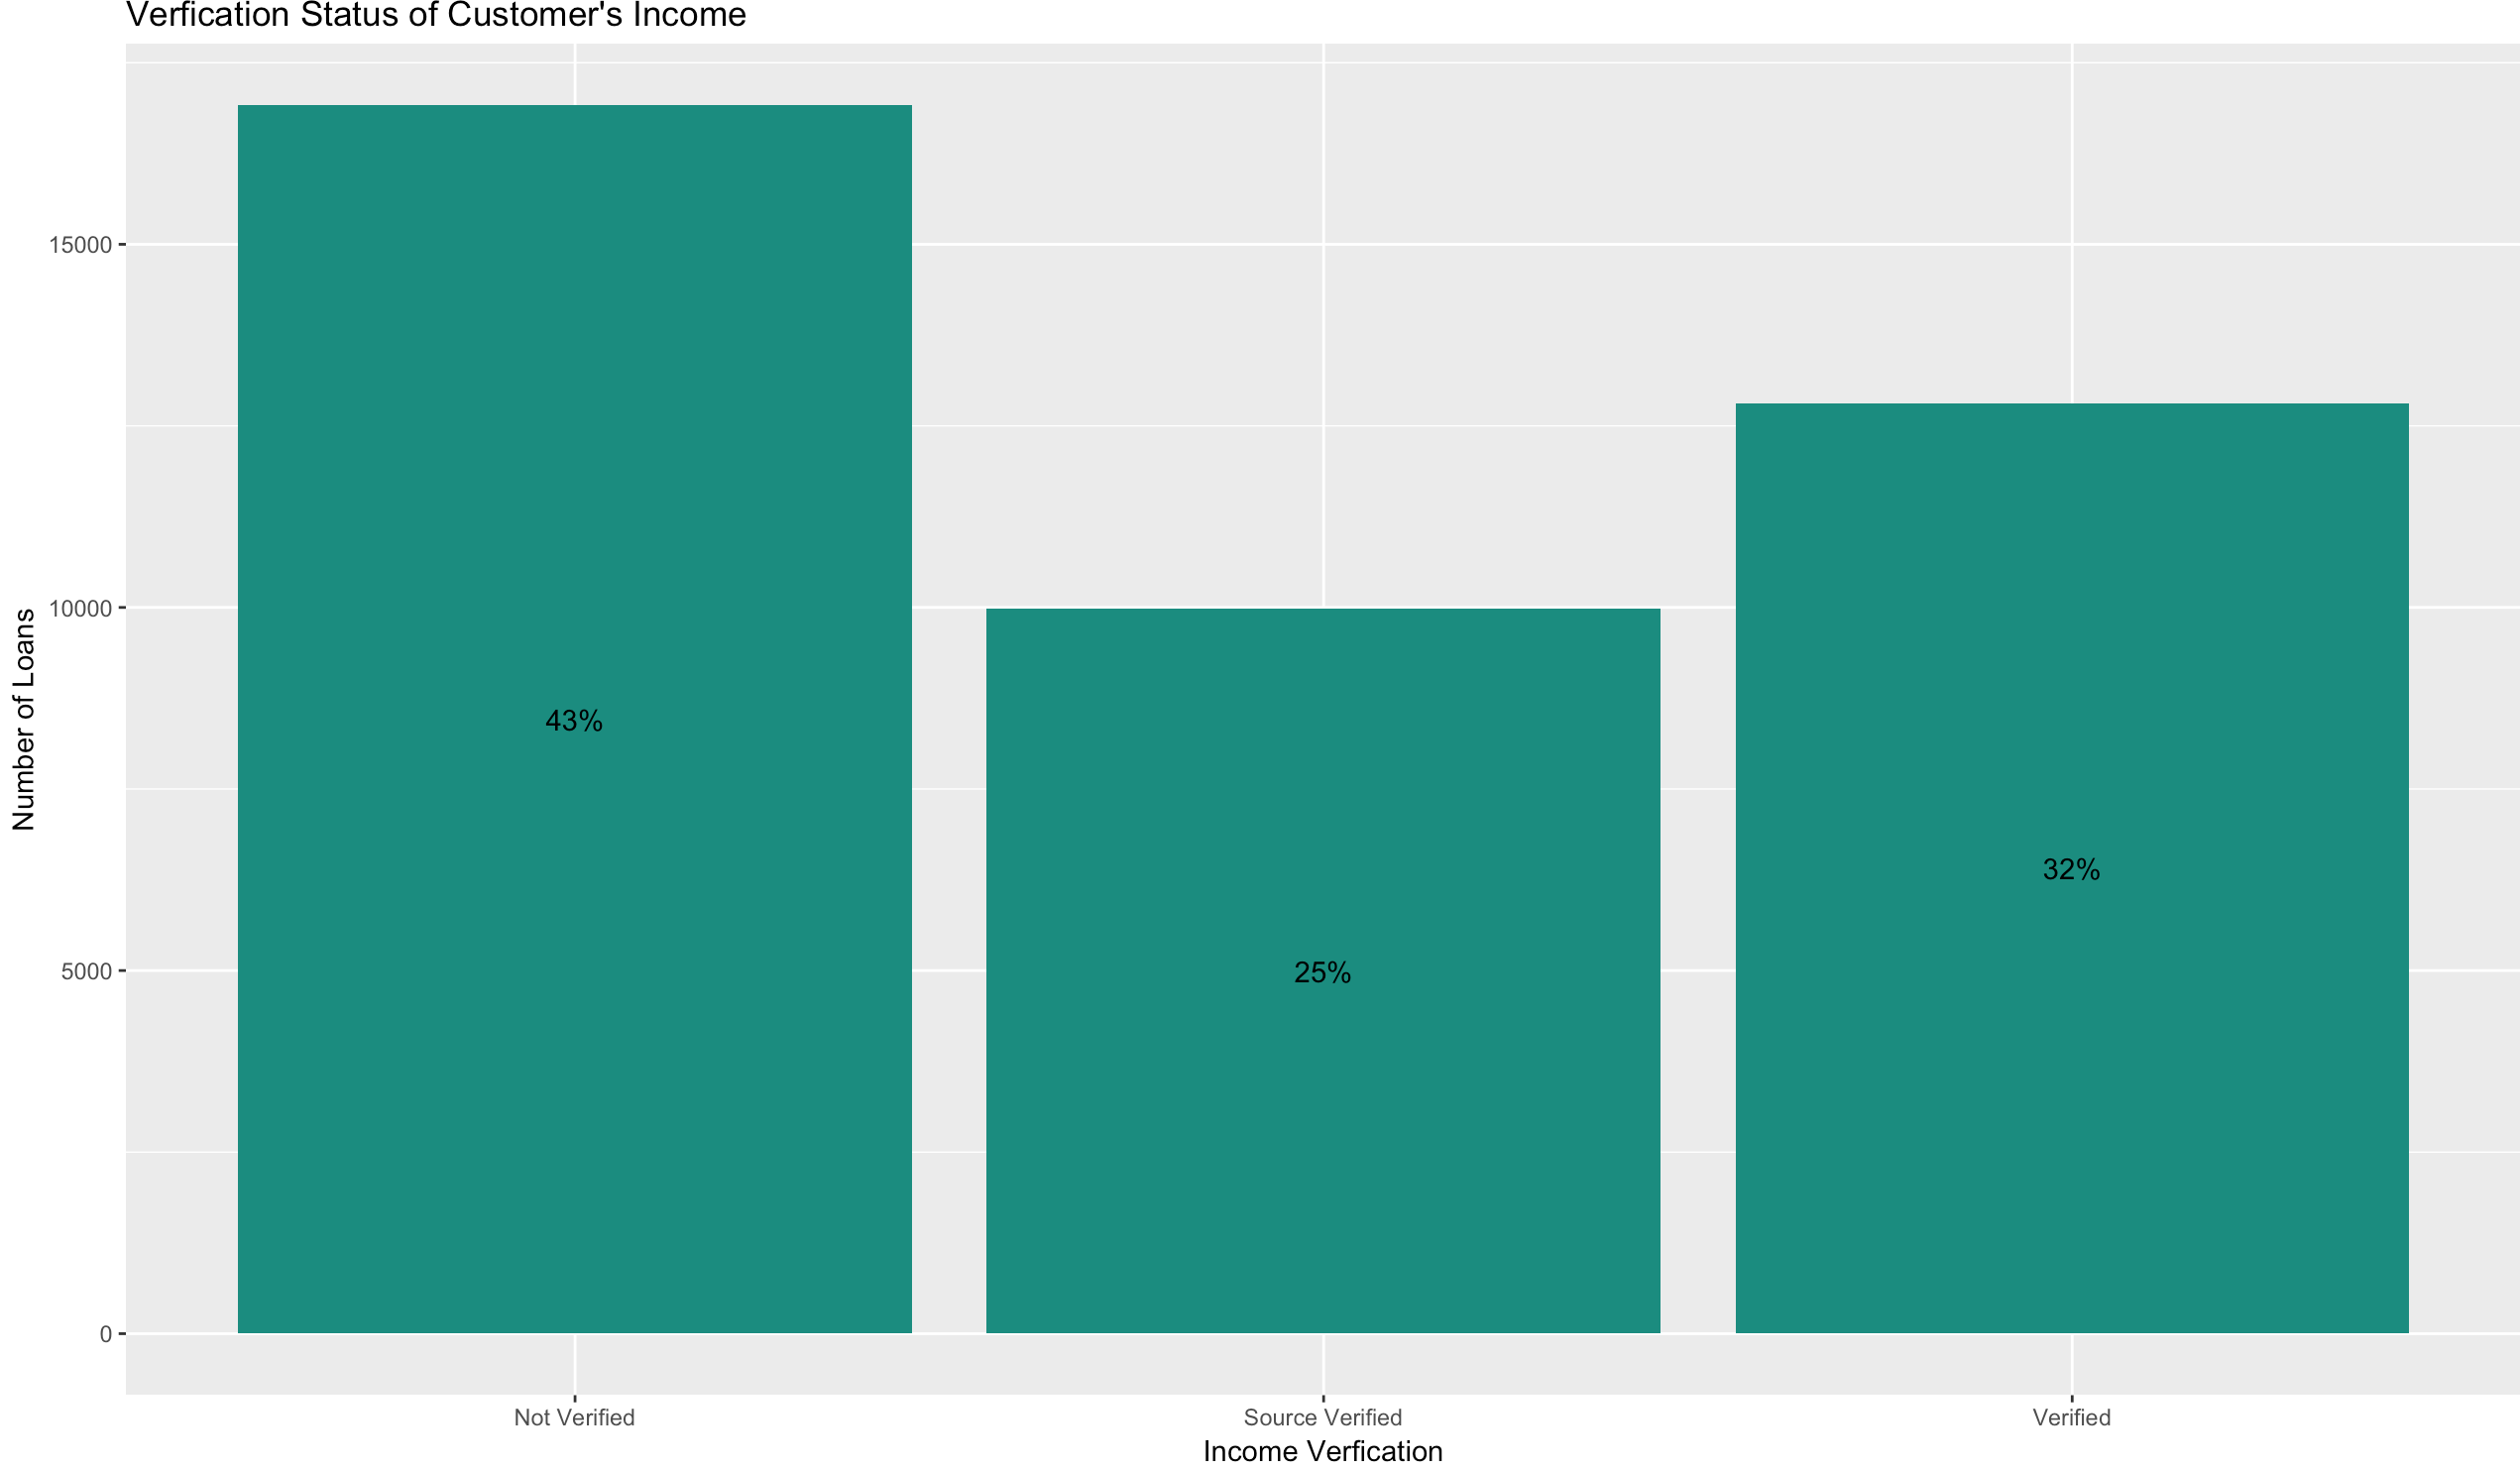 Verfication Status of Customer's Income
Number of Loans
15000
10000
5000
0
43%
25%
32%
Not Verified
Source Verified
Verified
Income Verfication